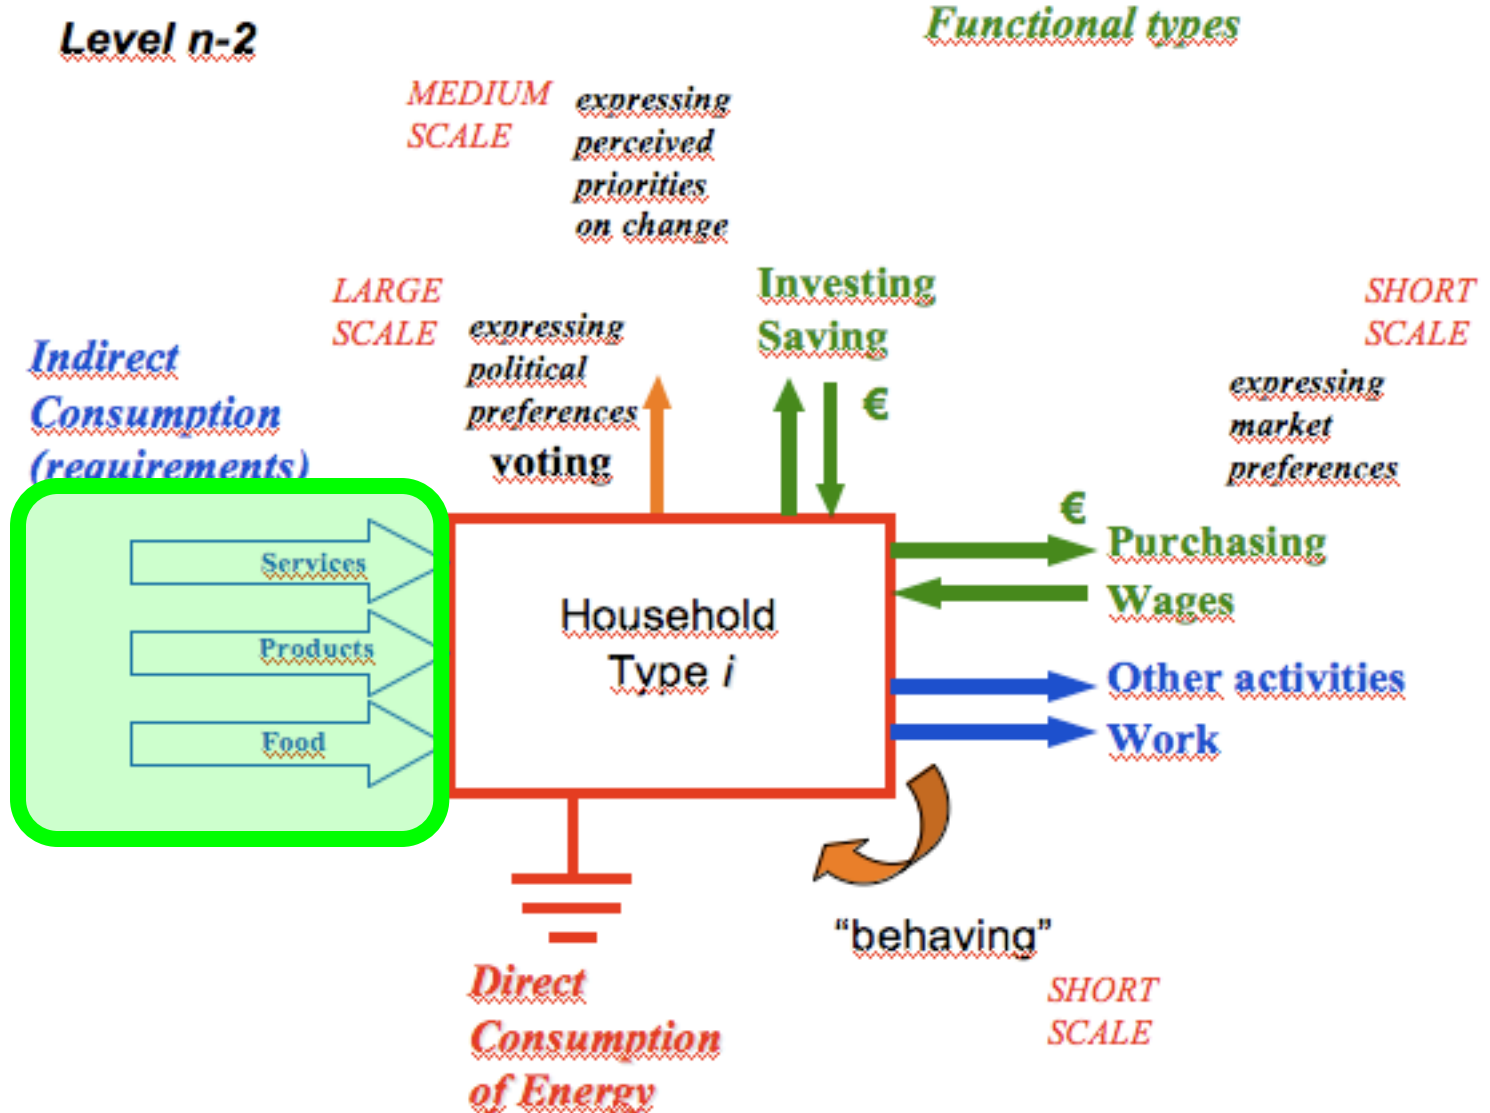 Level n-2
Functional types
MEDIUM
SCALE
expressing
perceived
priorities
on change
LARGE
SCALE
expressing
political
preferences
voting
Investing
Saving
€
SHORT
SCALE
expressing
market
preferences
Indirect
Consumption
(requirements)
Services
Products
Food
Household
Type i
€
Purchasing
Wages
Other activities
Work
“behaving”
SHORT
SCALE
Direct
Consumption
of Energy